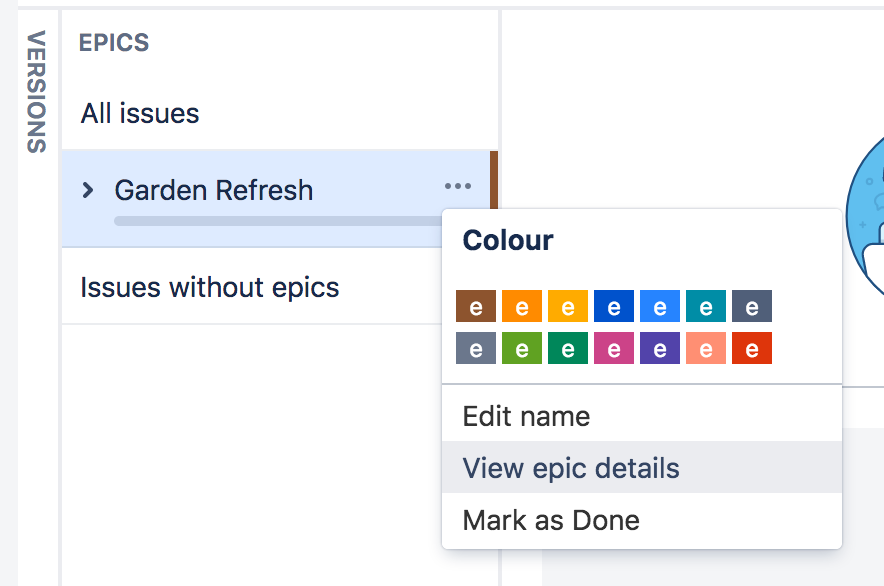 VERSIONS
EPICS
All issues
Garden Refresh
Issues without epics
Colour
e e e e e e e
e e e e e e e
Edit name
View epic details
Mark as Done